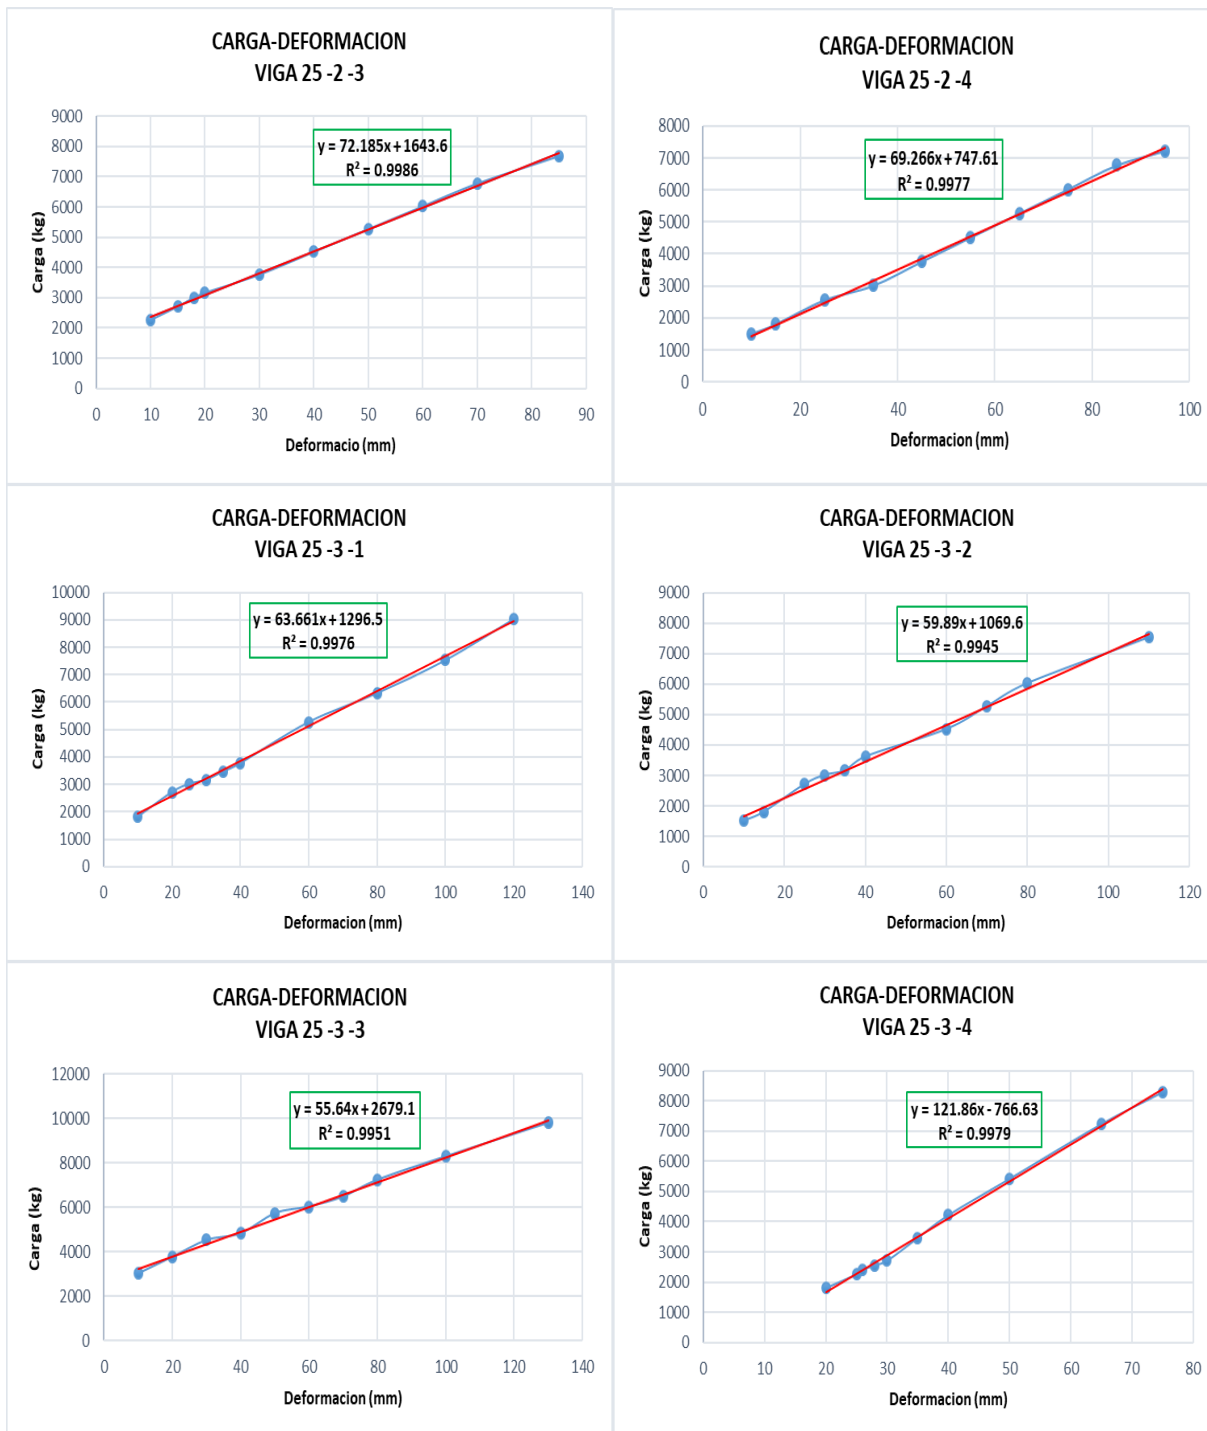 CARGA-DEFORMACION
VIGA 25 -2 -3
y = 72.185x + 1643.6
R² = 0.9986
Carga (kg)
9000
8000
7000
6000
5000
4000
3000
2000
1000
0
0 10 20 30 40 50 60 70 80 90
Deformacio (mm)
CARGA-DEFORMACION
VIGA 25 -2 -4
y = 69.266x + 747.61
R² = 0.9977
Carga (kg)
8000
7000
6000
5000
4000
3000
2000
1000
0
0 20 40 60 80 100
Deformacion (mm)
CARGA-DEFORMACION
VIGA 25 -3 -1
y = 63.661x + 1296.5
R² = 0.9976
Carga (kg)
10000
9000
8000
7000
6000
5000
4000
3000
2000
1000
0
0 20 40 60 80 100 120 140
Deformacion (mm)
CARGA-DEFORMACION
VIGA 25 -3 -2
y = 59.89x + 1069.6
R² = 0.9945
Carga (kg)
9000
8000
7000
6000
5000
4000
3000
2000
1000
0
0 20 40 60 80 100 120
Deformacion (mm)
CARGA-DEFORMACION
VIGA 25 -3 -3
y = 55.64x + 2679.1
R² = 0.9951
Carga (kg)
12000
10000
8000
6000
4000
2000
0
0 20 40 60 80 100 120 140
Deformacion (mm)
CARGA-DEFORMACION
VIGA 25 -3 -4
y = 121.86x - 766.63
R² = 0.9979
Carga (kg)
9000
8000
7000
6000
5000
4000
3000
2000
1000
0
0 10 20 30 40 50 60 70 80
Deformacion (mm)